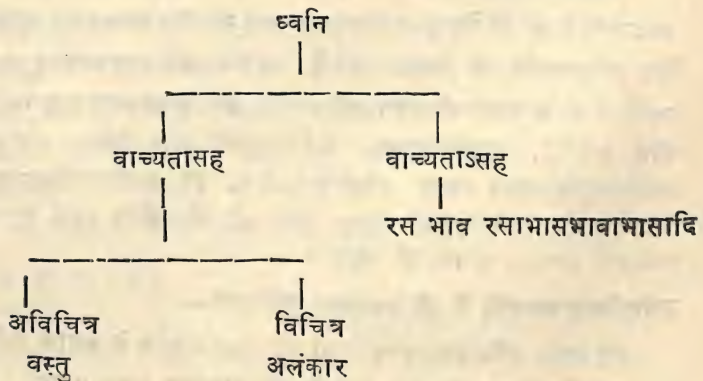 ध्वनि
वाच्यतासह वाच्यताऽसह
रस भाव रसाभासभावाभासादि
अविचित्र विचित्र
वस्तु अलंकार